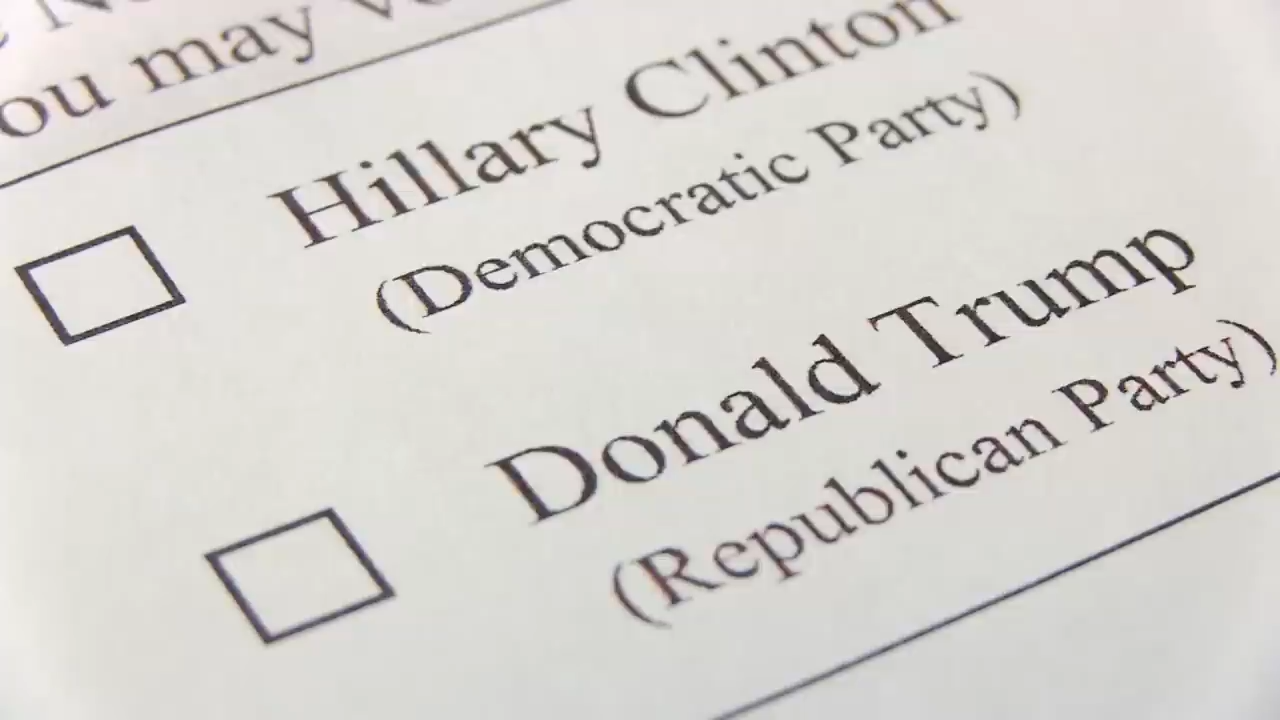 ou may
Hillary Clinton
(Democratic Party)
Donald Trump
(Republican Party)